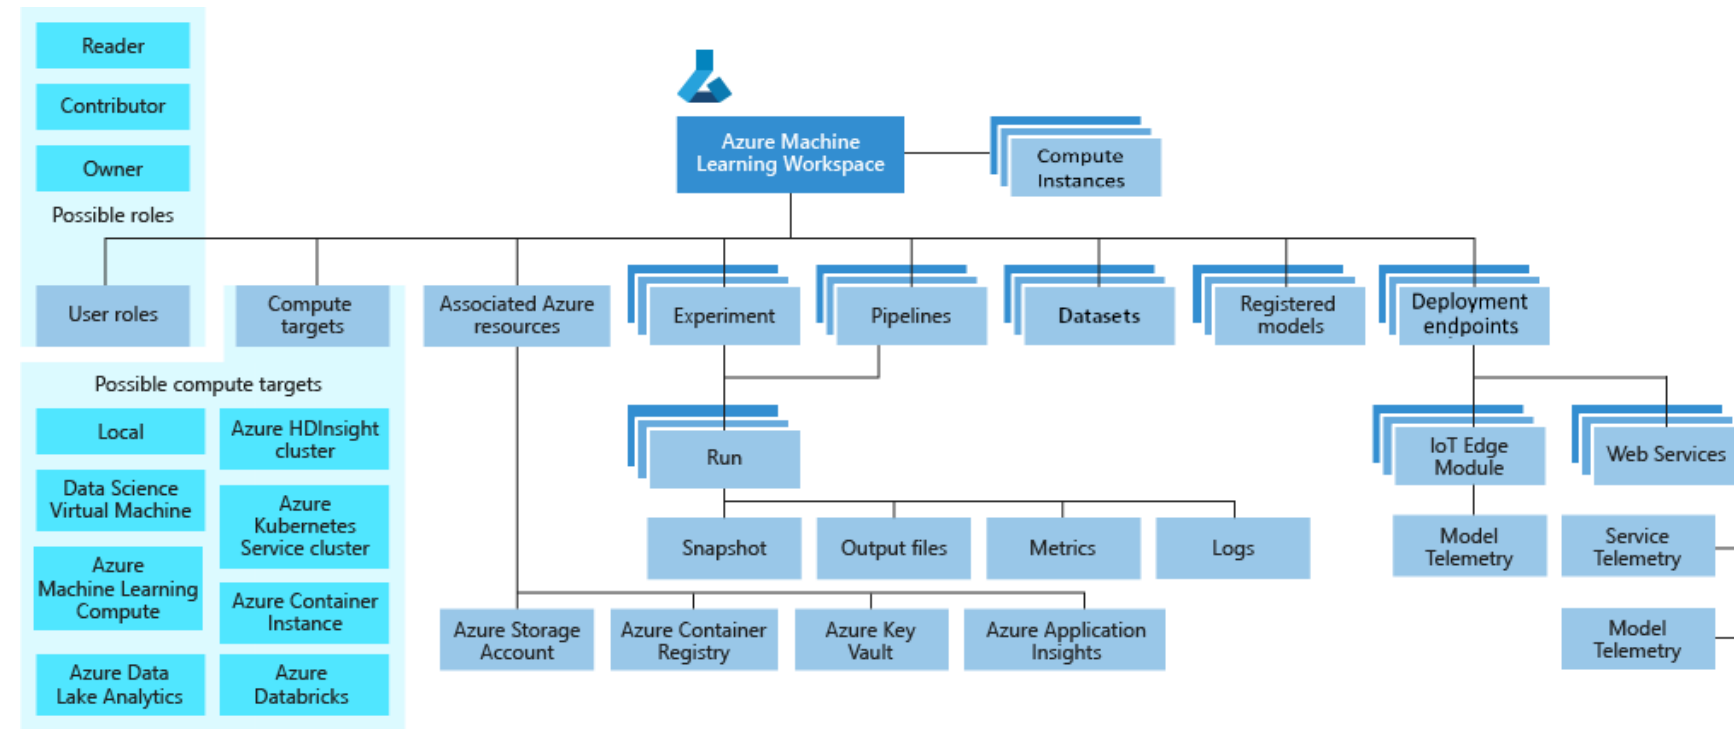 Reader
Contributor
Owner
Possible roles
Azure Machine
Learning Workspace
Compute
Instances
User roles
Compute
targets
Associated Azure
resources
Experiment
Pipelines
Datasets
Registered
models
Deployment
endpoints
Possible compute targets
Local
Azure HDInsight
cluster
Data Science
Virtual Machine
Azure
Kubernetes
Service cluster
Azure
Machine Learning
Compute
Azure Container
Instance
Azure Data
Lake Analytics
Azure
Databricks
Run
IoT Edge
Module
Web Services
Snapshot
Output files
Metrics
Logs
Model
Telemetry
Service
Telemetry
Azure Storage
Account
Azure Container
Registry
Azure Key
Vault
Azure Application
Insights
Model
Telemetry